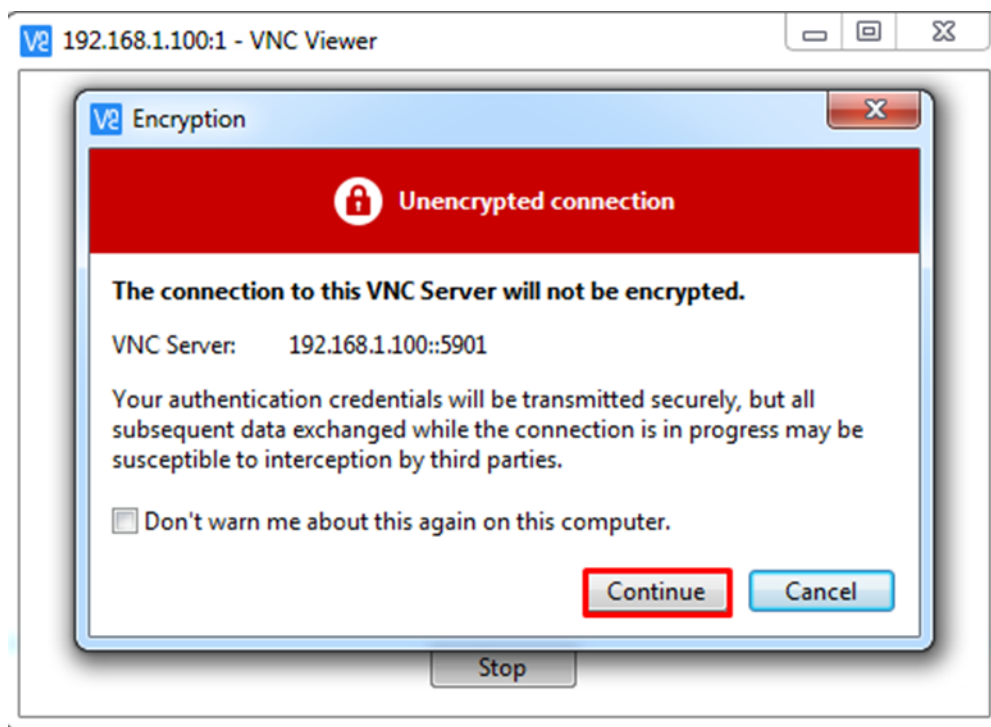 192.168.1.100:1 - VNC Viewer
Encryption
Unencrypted connection
The connection to this VNC Server will not be encrypted.
VNC Server: 192.168.1.100::5901
Your authentication credentials will be transmitted securely, but all
subsequent data exchanged while the connection is in progress may be
susceptible to interception by third parties.
Don't warn me about this again on this computer.
Continue Cancel
Stop